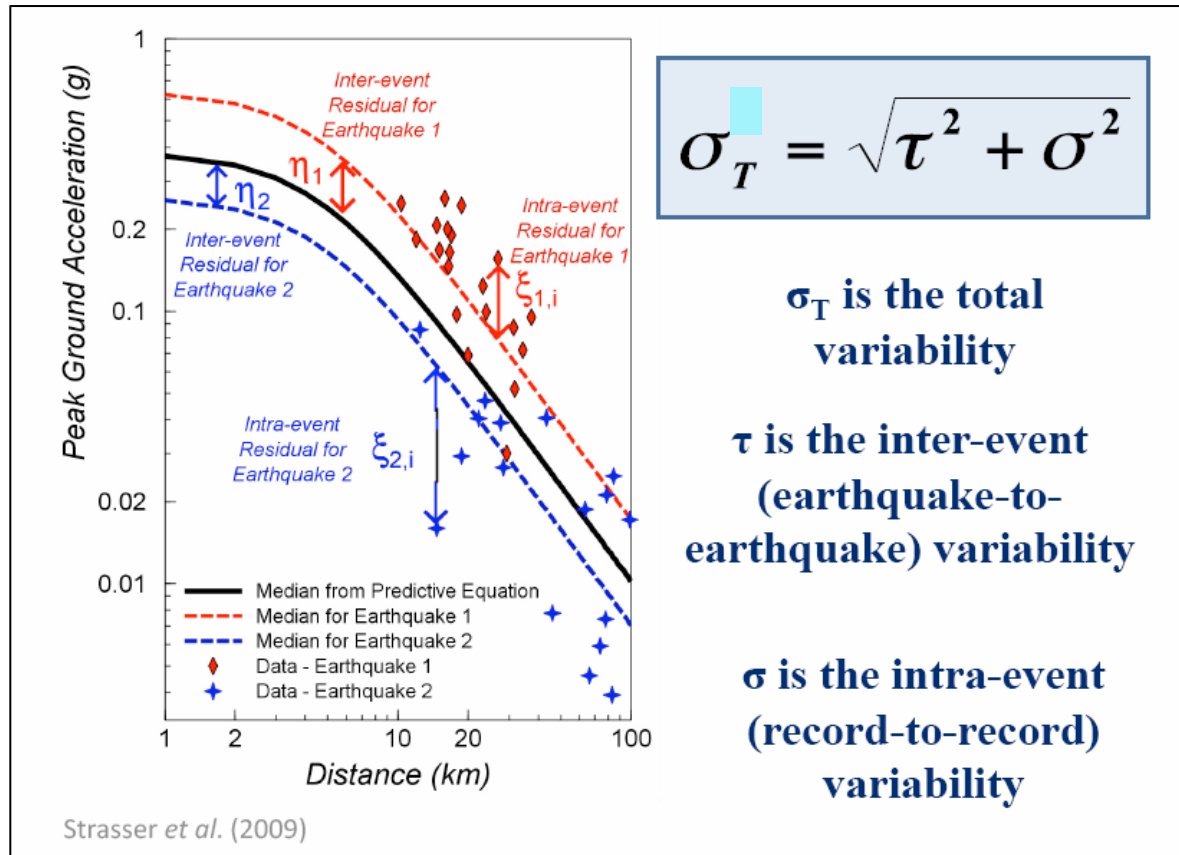 Peak Ground Acceleration (g)
1
0.2
0.1
0.02
0.01
Inter-event
Residual for
Earthquake 1
η1
η2
Inter-event
Residual for
Earthquake 2
Intra-event
Residual for
Earthquake 1
ξ1,i
Intra-event
Residual for
Earthquake 2
ξ2,i
Median from Predictive Equation
Median for Earthquake 1
Median for Earthquake 2
Data - Earthquake 1
Data - Earthquake 2
1 2 10 20 100
Distance (km)
Strasser et al. (2009)
σT = √τ² + σ²
σT is the total
variability
τ is the inter-event
(earthquake-to-
earthquake) variability
σ is the intra-event
(record-to-record)
variability